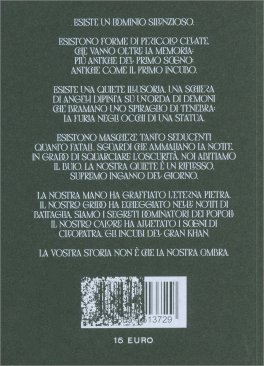 ESISTE UN DOMINIO SILENZIOSO.
ESISTONO FORME DI PERICOLO CELATE,
CHE VANNO OLTRE LA MEMORIA:
PIÙ ANTICHE DEL PRIMO SOGNO;
ANTICHE COME IL PRIMO INCUBO.
ESISTE UNA QUIETE ILLUSORIA, UNA SCHIERA
DI ANGELI DIPINTA SU UN'ORDA DI DEMONI
CHE BRAMANO UNO SPIRAGLIO DI TENEBRA:
LA FURIA NEGLI OCCHI DI UNA STATUA.
ESISTONO MASCHERE TANTO SEDUCENTI
QUANTO FATALI. SGUARDI CHE AMMALIANO LA NOTTE,
IN GRADO DI SQUARCIARE L'OSCURITÀ. NOI ABITIAMO
IL BUIO. LA NOSTRA QUIETE È UN RIFLESSO,
SUPREMO INGANNO DEL GIORNO.
LA NOSTRA MANO HA GRAFFIATO L'ETERNA PIETRA.
IL NOSTRO GRIDO HA ECHEGGIATO NELLE NOTTI DI
BATTAGLIA. SIAMO I SEGRETI DOMINATORI DEI POPOLI.
IL NOSTRO CALORE HA ALLIETATO I SOGNI DI
CLEOPATRA, GLI INCUBI DEL GRAN KHAN.
LA VOSTRA STORIA NON È CHE LA NOSTRA OMBRA.
613729
16 EURO